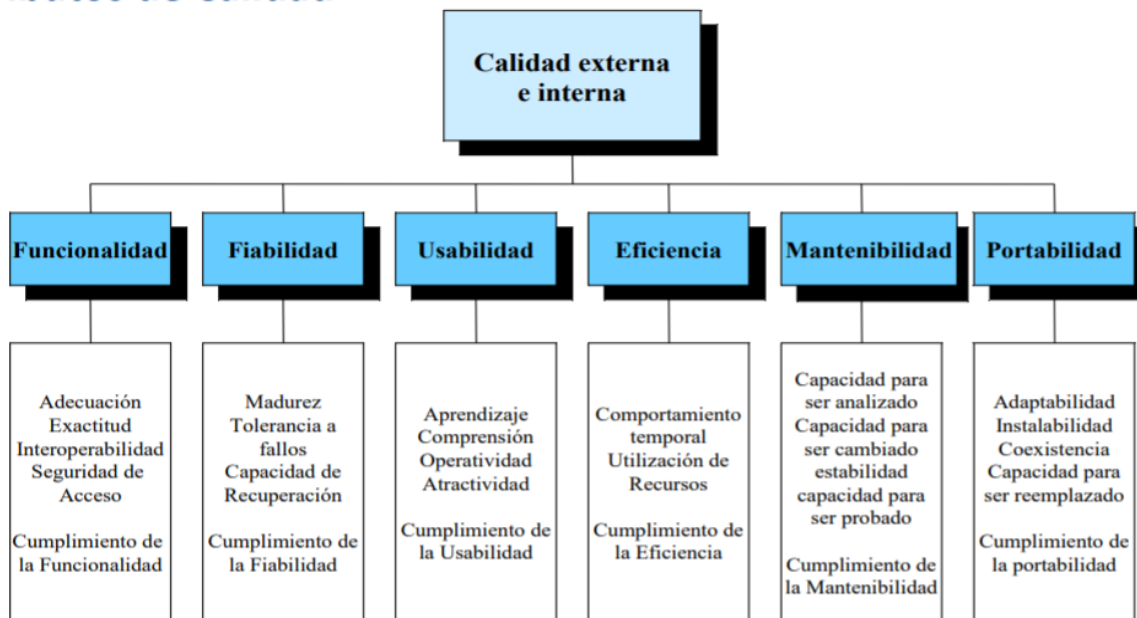 Calidad externa
e interna
Funcionalidad
Fiabilidad
Usabilidad
Eficiencia
Mantenibilidad
Portabilidad
Adecuación
Exactitud
Interoperabilidad
Seguridad de
Acceso
Cumplimiento de
la Funcionalidad
Madurez
Tolerancia a
fallos
Capacidad de
Recuperación
Cumplimiento de
la Fiabilidad
Aprendizaje
Comprensión
Operatividad
Atractividad
Cumplimiento de
la Usabilidad
Comportamiento
temporal
Utilización de
Recursos
Cumplimiento de
la Eficiencia
Capacidad para
ser analizado
Capacidad para
ser cambiado
estabilidad
capacidad para
ser probado
Cumplimiento de
la Mantenibilidad
Adaptabilidad
Instalabilidad
Coexistencia
Capacidad para
ser reemplazado
Cumplimiento de
la portabilidad